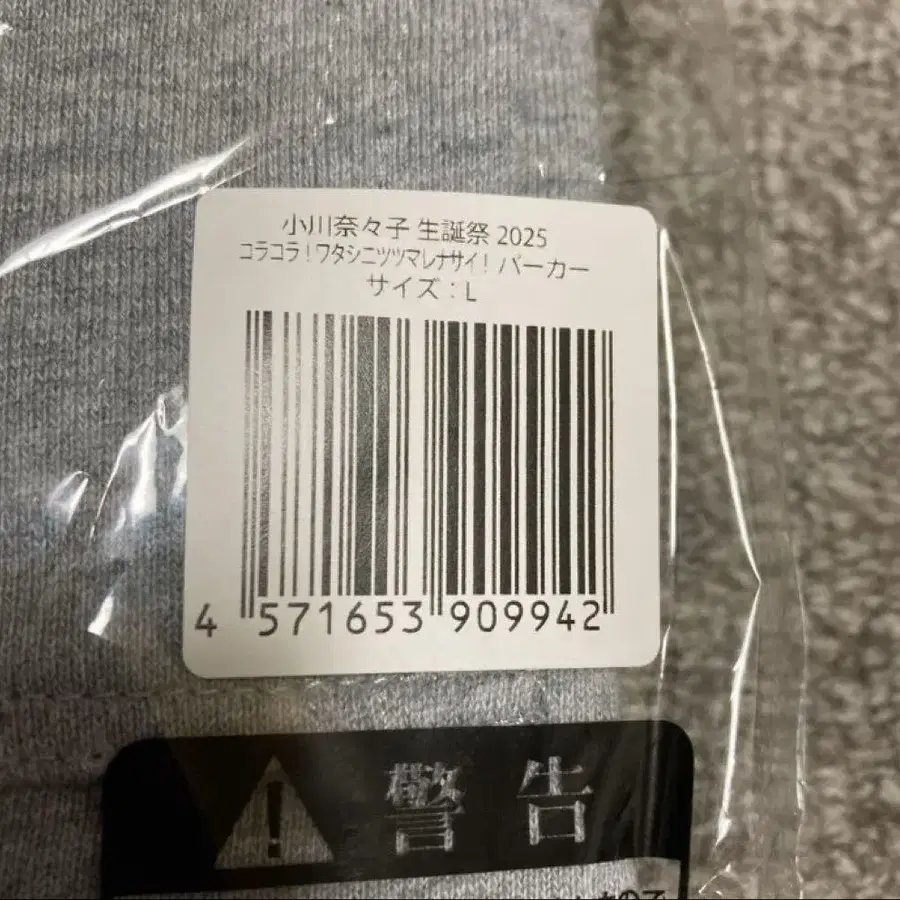 小川奈々子 生誕祭 2025
コラコラ！ワタシニツツマレナサイ！ パーカー
サイズ：L
4 571653 909942
警告